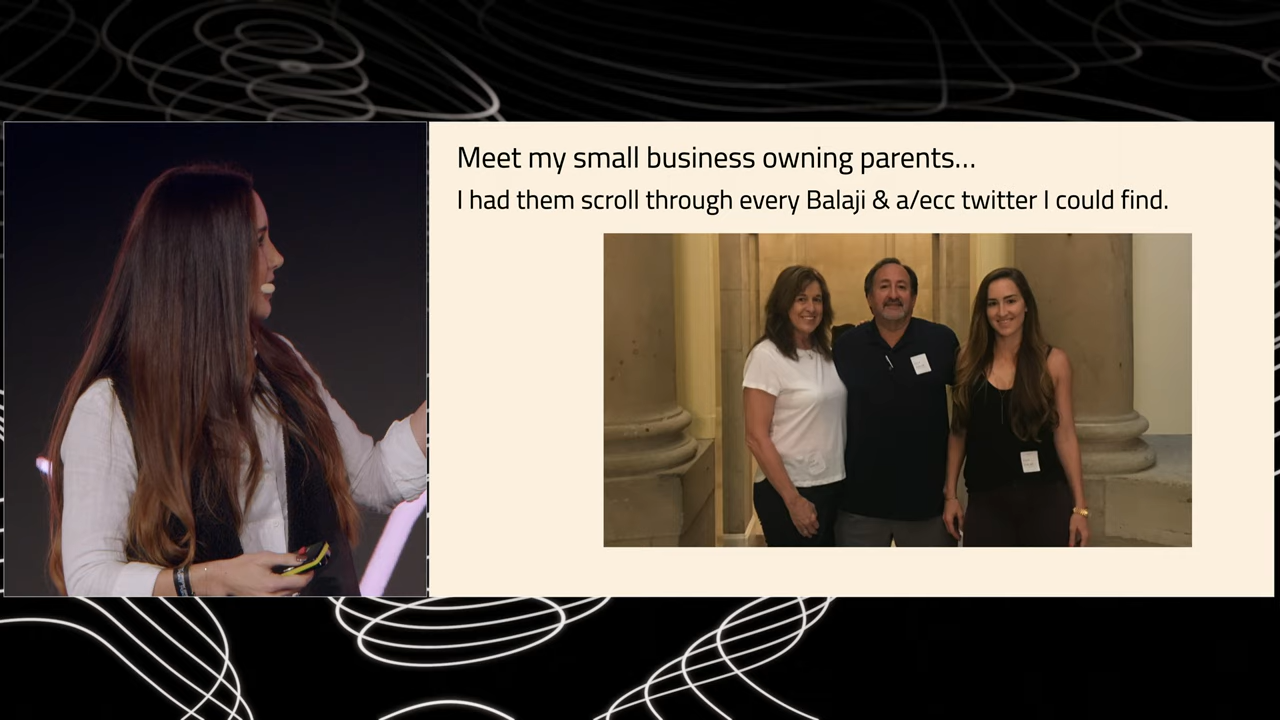 Meet my small business owning parents...
I had them scroll through every Balaji & a/ecc twitter I could find.